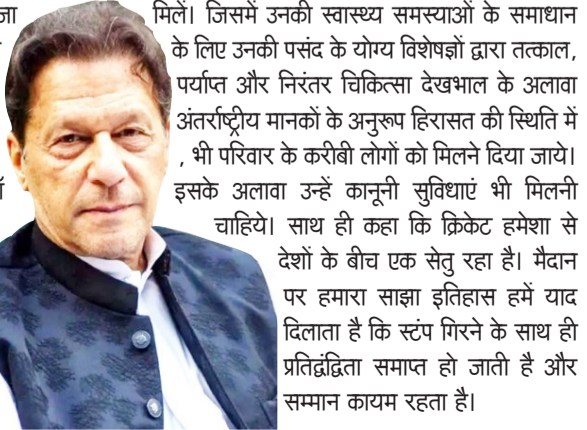 जा
मिलें। जिसमें उनकी स्वास्थ्य समस्याओं के समाधान
के लिए उनकी पसंद के योग्य विशेषज्ञों द्वारा तत्काल,
पर्याप्त और निरंतर चिकित्सा देखभाल के अलावा
अंतर्राष्ट्रीय मानकों के अनुरूप हिरासत की स्थिति में
, भी परिवार के करीबी लोगों को मिलने दिया जाये।
इसके अलावा उन्हें कानूनी सुविधाएं भी मिलनी
चाहिये। साथ ही कहा कि क्रिकेट हमेशा से
देशों के बीच एक सेतु रहा है। मैदान
पर हमारा साझा इतिहास हमें याद
दिलाता है कि स्टंप गिरने के साथ ही
प्रतिद्वंद्विता समाप्त हो जाती है और
सम्मान कायम रहता है।